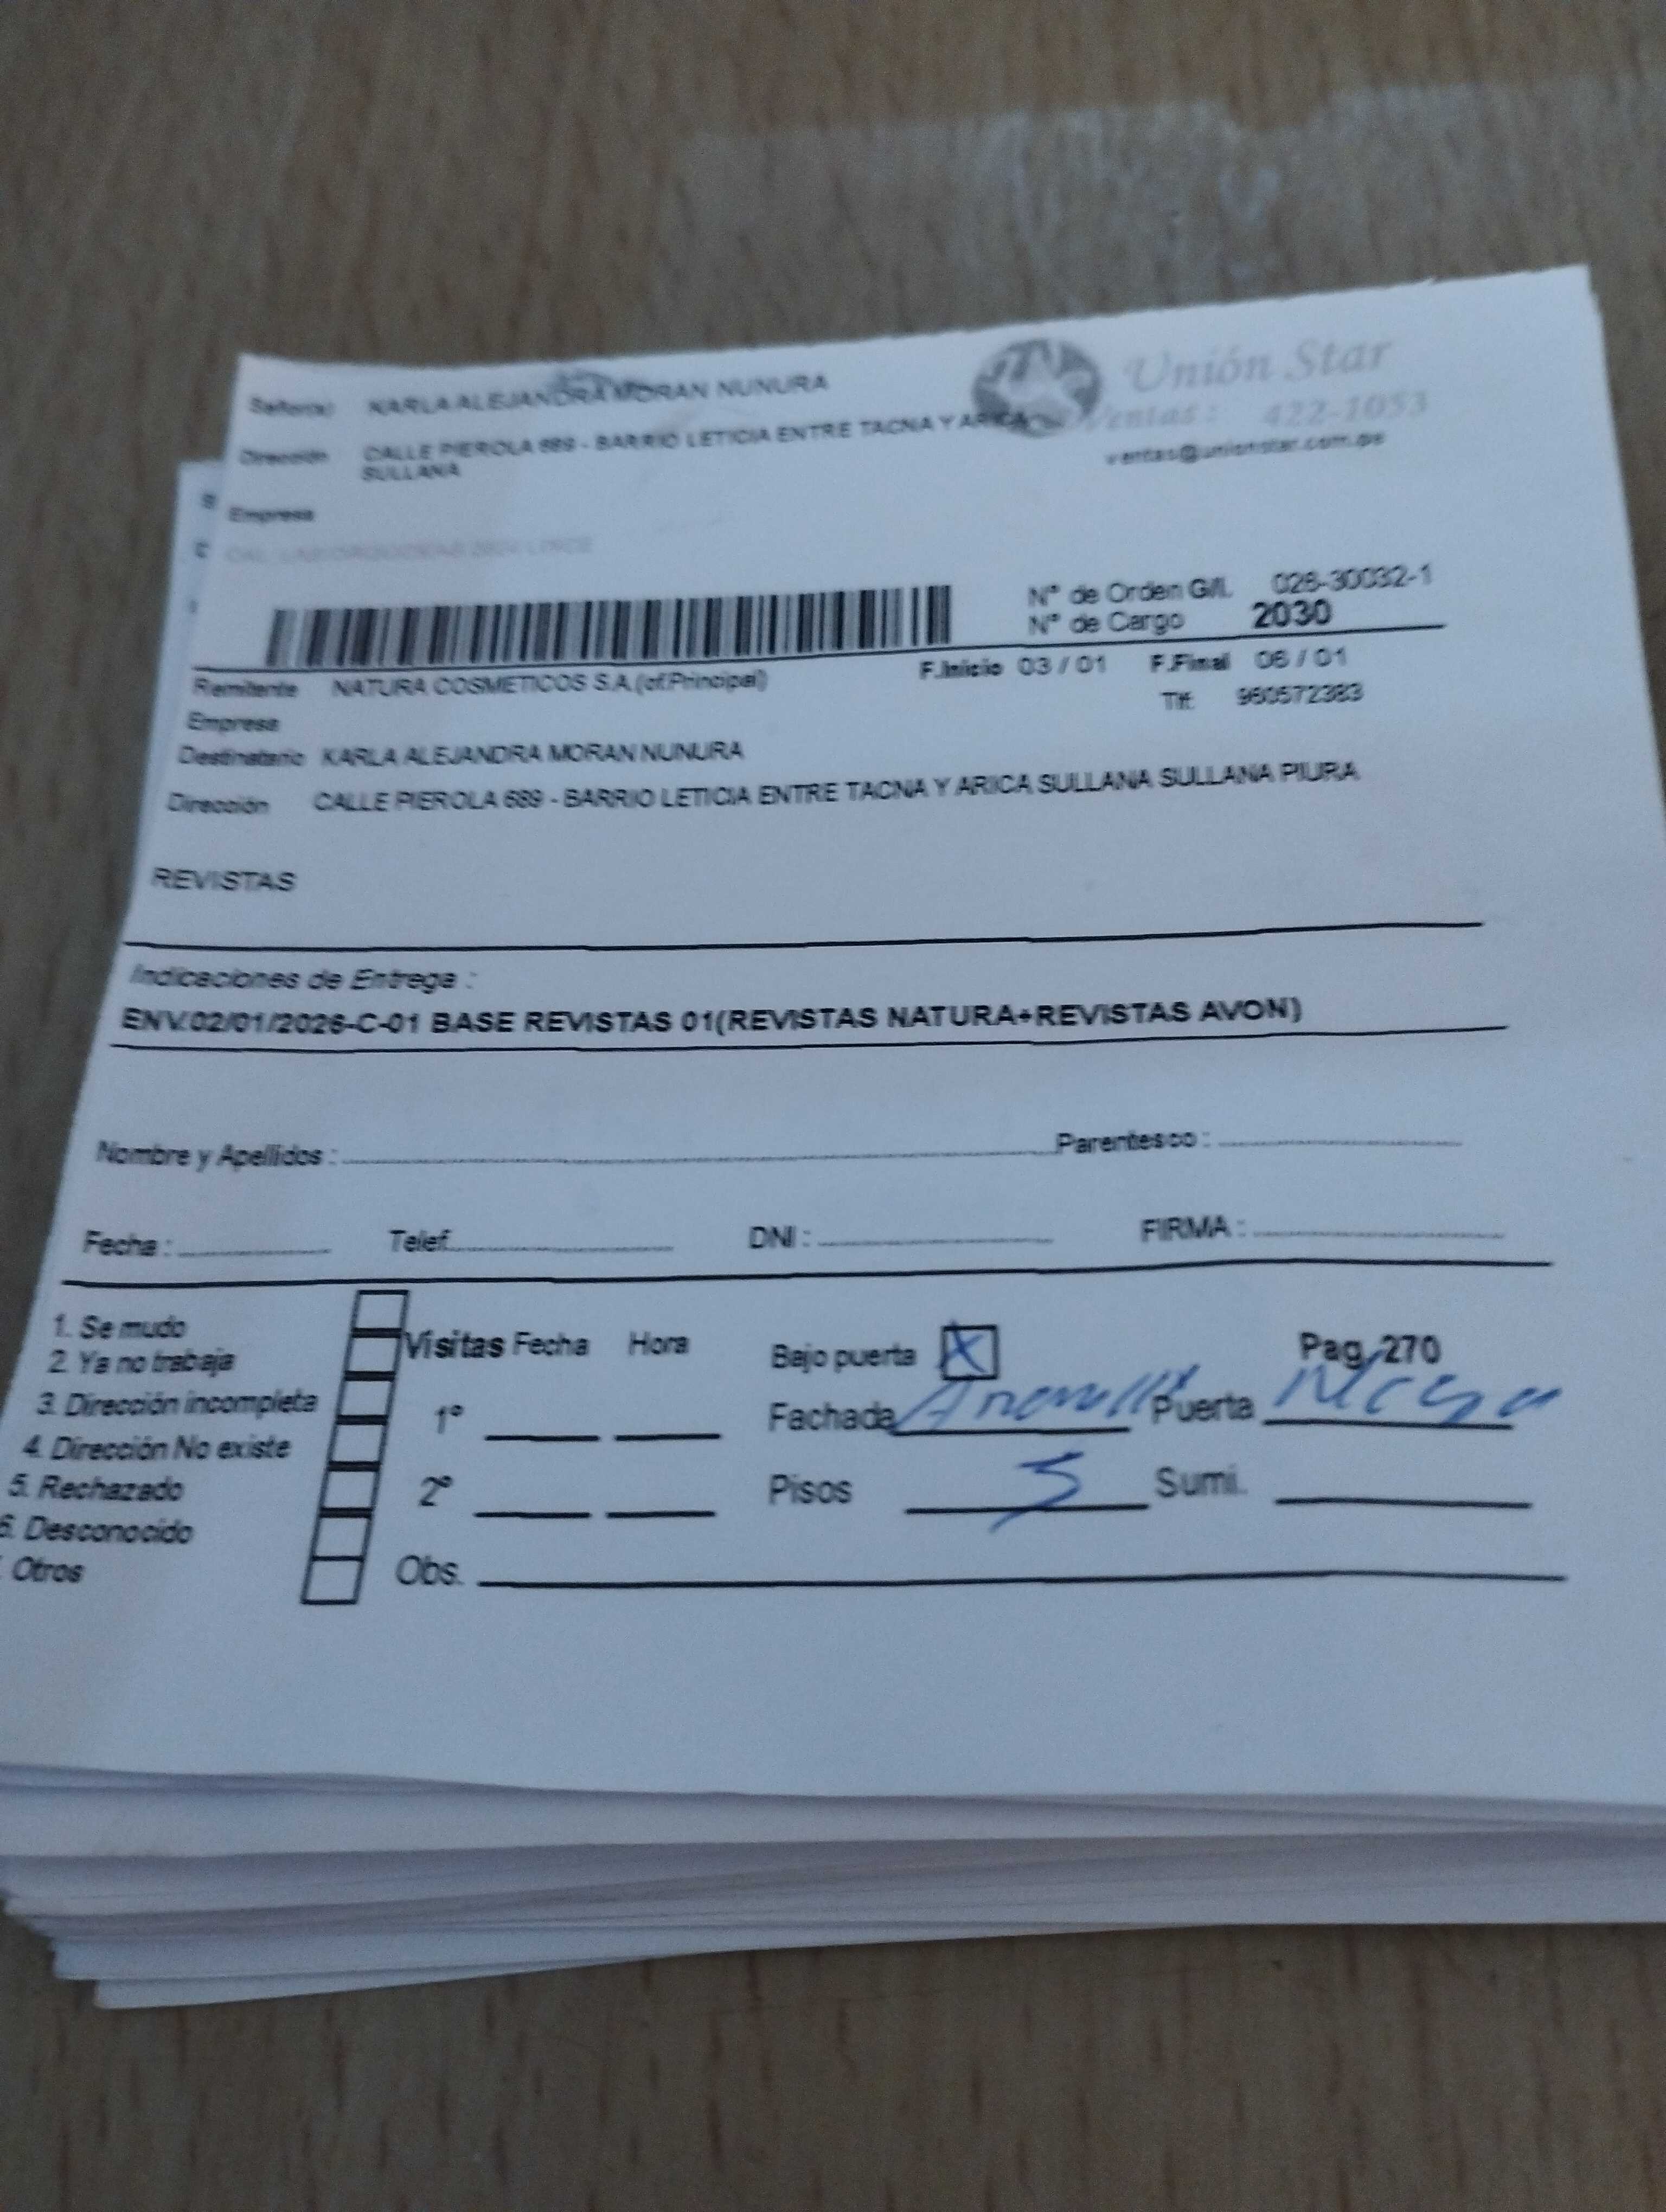 Señor(a) KARLA ALEJANDRA MORAN NUNURA
Unión Star
Ventas: 422-1053
ventas@unionstar.com.pe
Dirección CALLE PIEROLA 689 - BARRIO LETICIA ENTRE TACNA Y ARICA
SULLANA
Empresa
N° de Orden G/L 026-30032-1
N° de Cargo 2030
F.Inicio 03 / 01 F.Final 06 / 01
Remitente NATURA COSMETICOS S.A.(of.Principal)
Tlf: 960572383
Empresa
Destinatario KARLA ALEJANDRA MORAN NUNURA
Dirección CALLE PIEROLA 689 - BARRIO LETICIA ENTRE TACNA Y ARICA SULLANA SULLANA PIURA
REVISTAS
Indicaciones de Entrega :
ENV.02/01/2026-C-01 BASE REVISTAS 01(REVISTAS NATURA+REVISTAS AVON)
Nombre y Apellidos : Parentesco :
Fecha : Telef. DNI : FIRMA :
1. Se mudo
2. Ya no trabaja
3. Dirección incompleta
4. Dirección No existe
5. Rechazado
6. Desconocido
Otros
Visitas Fecha Hora
1°
2°
Obs.
Bajo puerta X Pag. 270
Fachada Puerta
Pisos Sumi.